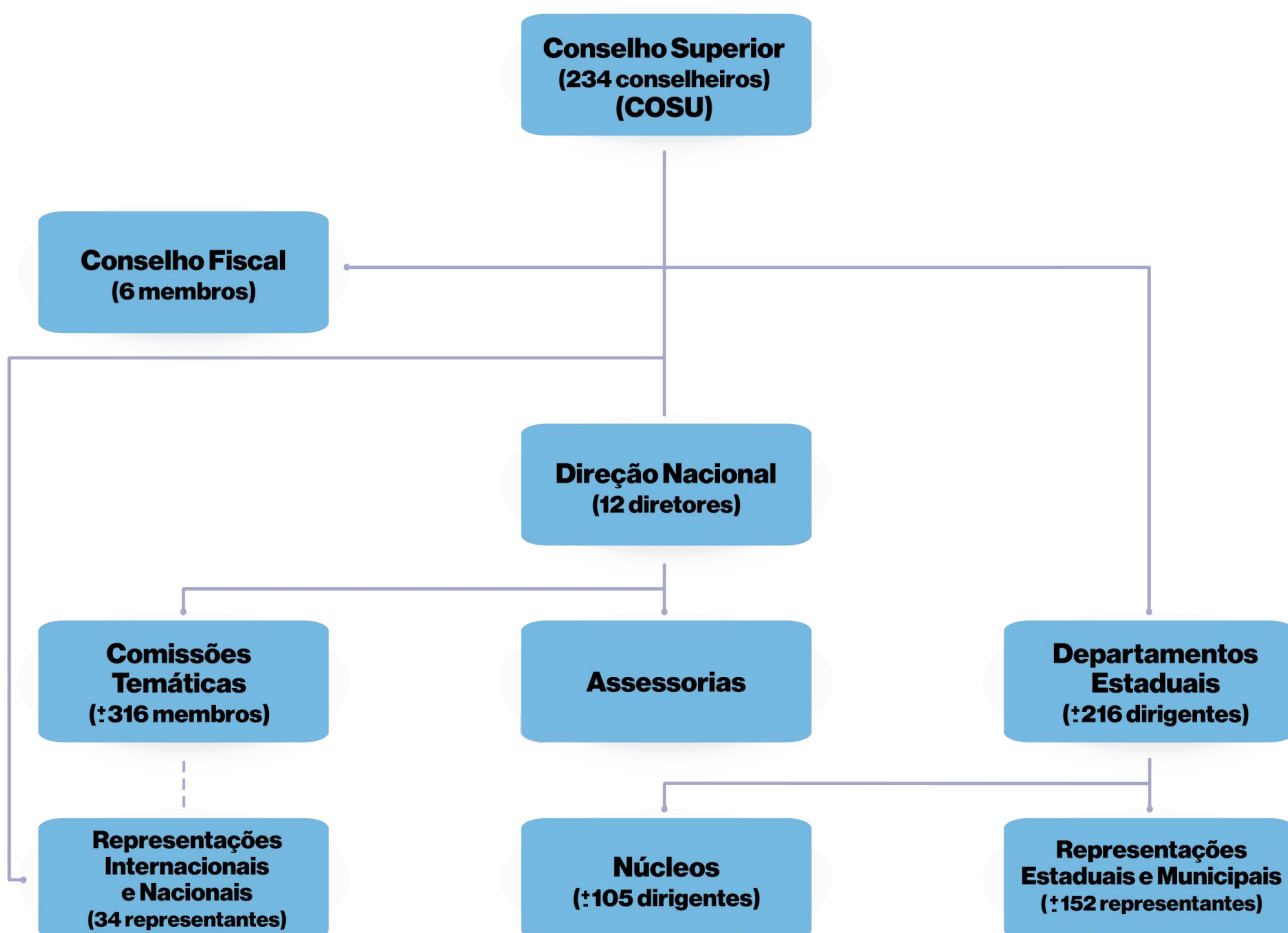 Conselho Superior
(234 conselheiros)
(COSU)
Conselho Fiscal
(6 membros)
Direção Nacional
(12 diretores)
Comissões
Temáticas
(±316 membros)
Assessorias
Departamentos
Estaduais
(±216 dirigentes)
Representações
Internacionais
e Nacionais
(34 representantes)
Núcleos
(±105 dirigentes)
Representações
Estaduais e Municipais
(±152 representantes)